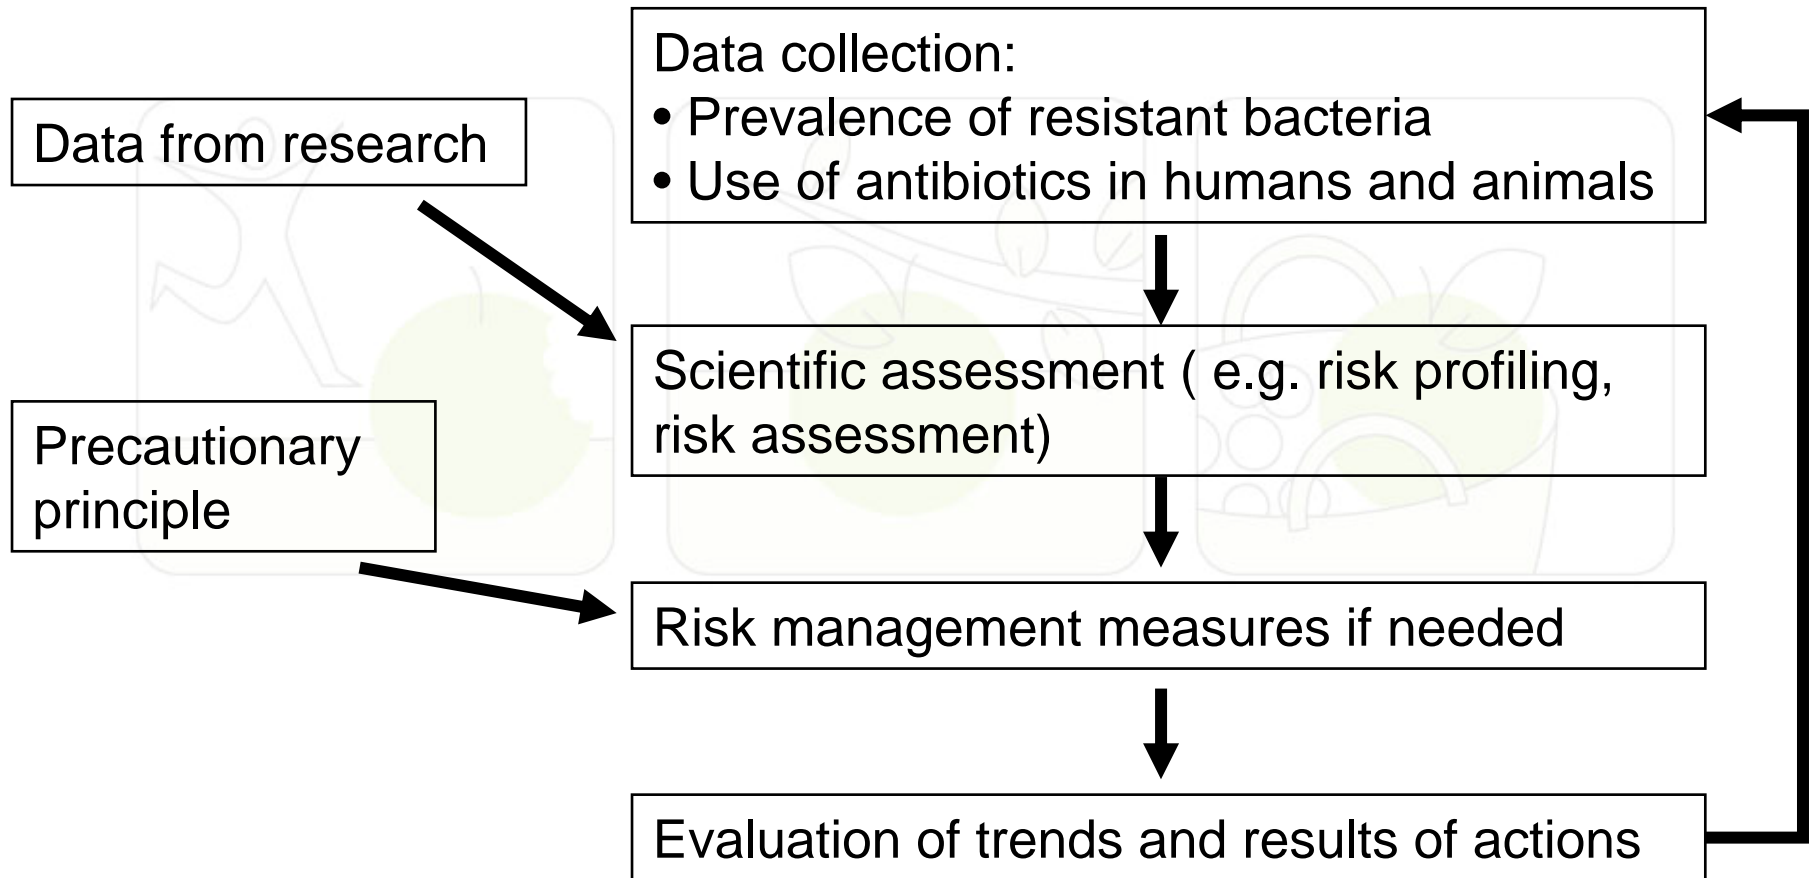 Data collection:
• Prevalence of resistant bacteria
• Use of antibiotics in humans and animals
Data from research
Scientific assessment ( e.g. risk profiling,
risk assessment)
Precautionary
principle
Risk management measures if needed
Evaluation of trends and results of actions